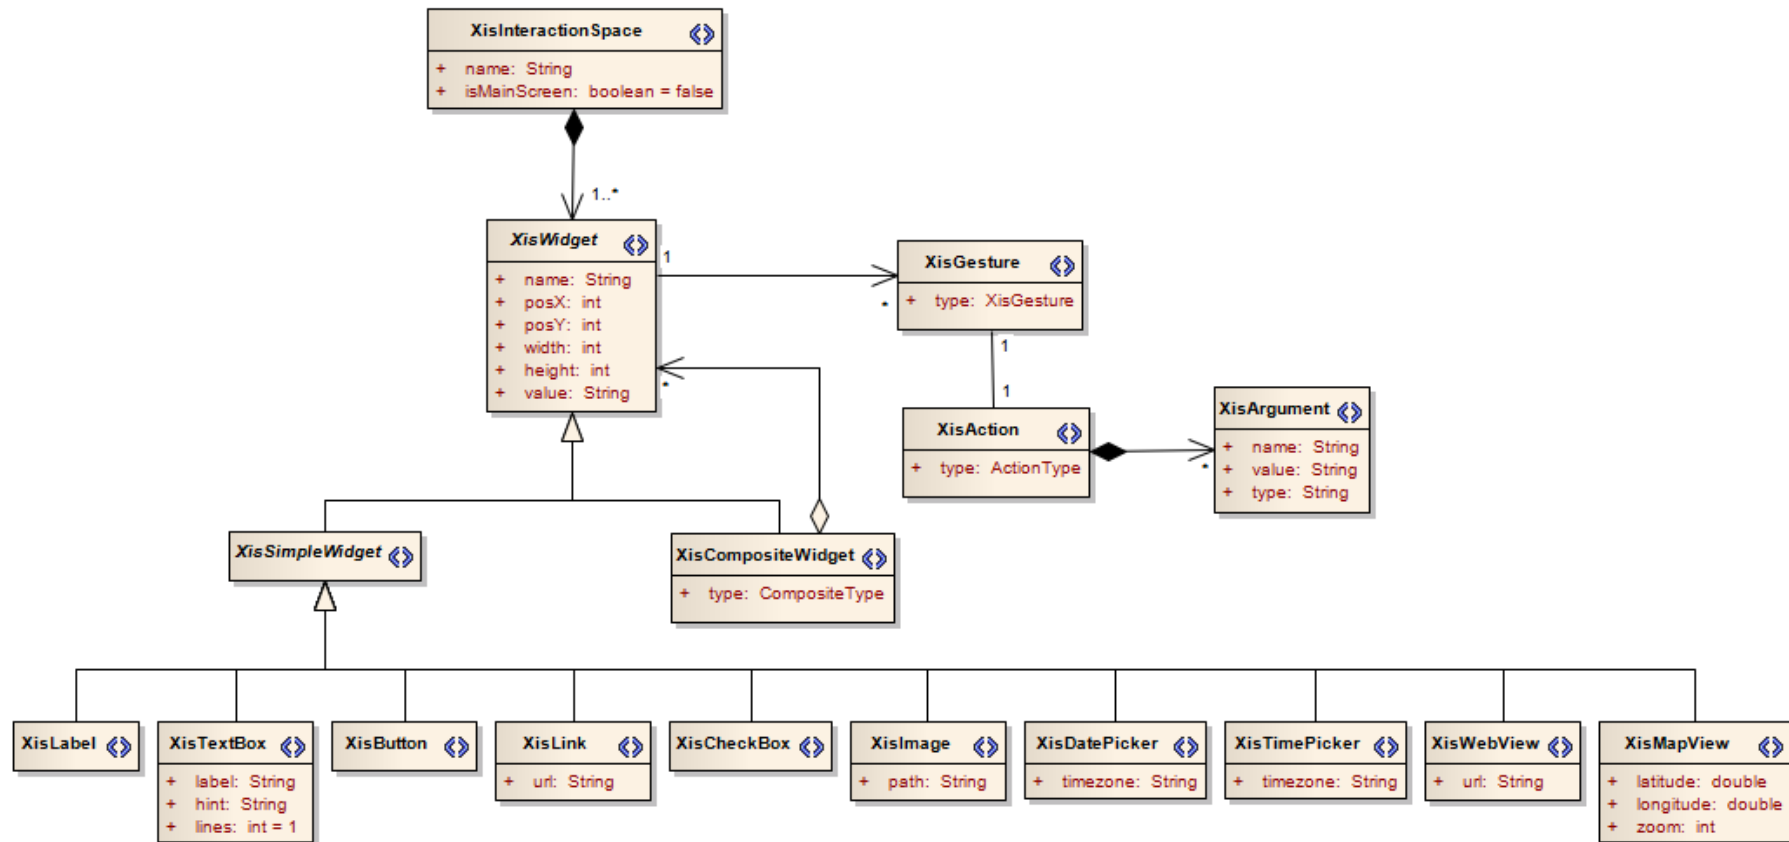 XisInteractionSpace
+ name: String
+ isMainScreen: boolean = false
1..*
XisWidget
+ name: String
+ posX: int
+ posY: int
+ width: int
+ height: int
+ value: String
1
*
*
XisGesture
+ type: XisGesture
1
1
XisAction
+ type: ActionType
*
XisArgument
+ name: String
+ value: String
+ type: String
XisSimpleWidget
XisCompositeWidget
+ type: CompositeType
XisLabel
XisTextBox
+ label: String
+ hint: String
+ lines: int = 1
XisButton
XisLink
+ url: String
XisCheckBox
XisImage
+ path: String
XisDatePicker
+ timezone: String
XisTimePicker
+ timezone: String
XisWebView
+ url: String
XisMapView
+ latitude: double
+ longitude: double
+ zoom: int